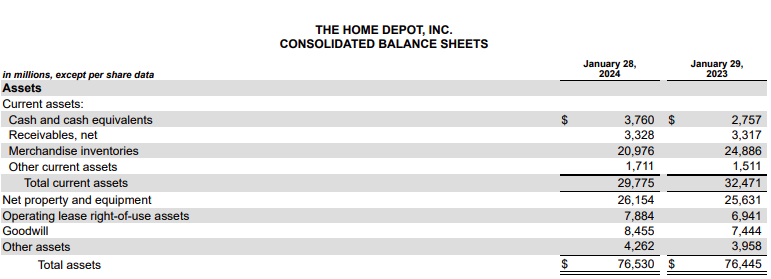 THE HOME DEPOT, INC.
CONSOLIDATED BALANCE SHEETS
in millions, except per share data January 28, 2024 January 29, 2023
Assets
Current assets:
Cash and cash equivalents $ 3,760 $ 2,757
Receivables, net 3,328 3,317
Merchandise inventories 20,976 24,886
Other current assets 1,711 1,511
Total current assets 29,775 32,471
Net property and equipment 26,154 25,631
Operating lease right-of-use assets 7,884 6,941
Goodwill 8,455 7,444
Other assets 4,262 3,958
Total assets $ 76,530 $ 76,445